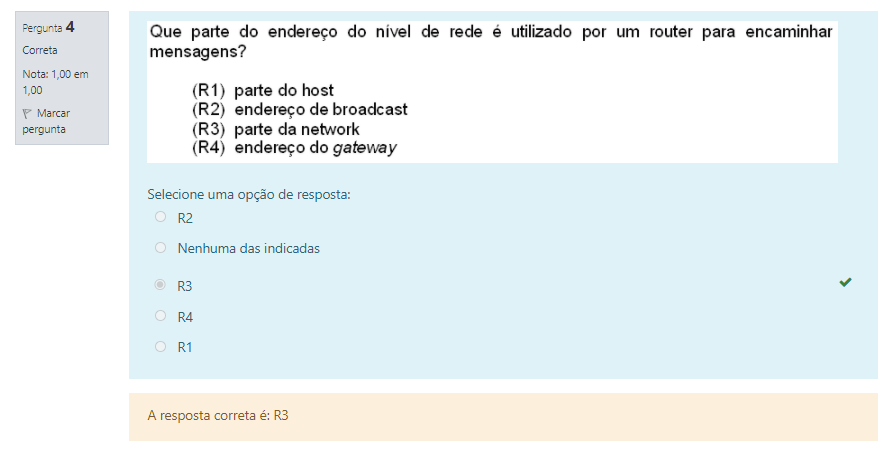 Pergunta 4
Correta
Nota: 1,00 em
1,00
Marcar
pergunta
Que parte do endereço do nível de rede é utilizado por um router para encaminhar
mensagens?
(R1) parte do host
(R2) endereço de broadcast
(R3) parte da network
(R4) endereço do gateway
Selecione uma opção de resposta:
R2
Nenhuma das indicadas
R3
R4
R1
A resposta correta é: R3